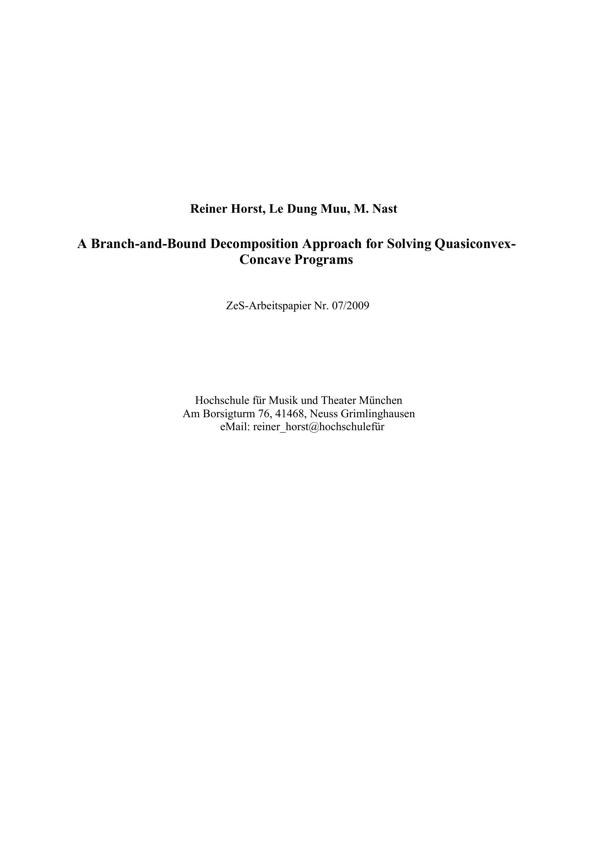 Reiner Horst, Le Dung Muu, M. Nast
A Branch-and-Bound Decomposition Approach for Solving Quasiconvex-
Concave Programs
ZeS-Arbeitspapier Nr. 07/2009
Hochschule für Musik und Theater München
Am Borsigturm 76, 41468, Neuss Grimlinghausen
eMail: reiner_horst@hochschulefür